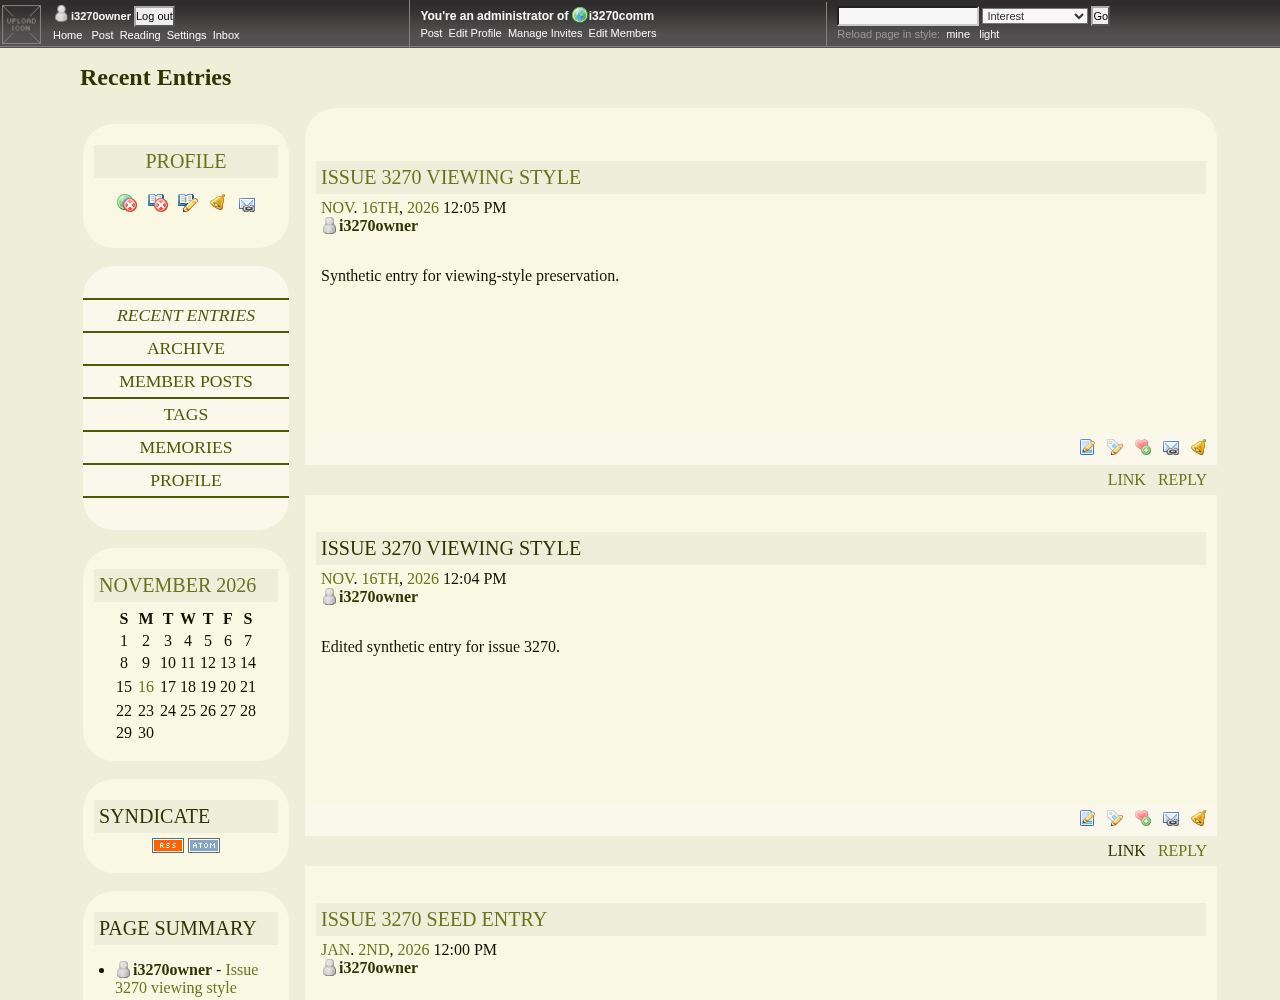 UPLOAD
ICON
i3270owner Log out
Home Post Reading Settings Inbox
You're an administrator of i3270comm
Post Edit Profile Manage Invites Edit Members
Interest Go
Reload page in style: mine light
Recent Entries
PROFILE
RECENT ENTRIES
ARCHIVE
MEMBER POSTS
TAGS
MEMORIES
PROFILE
NOVEMBER 2026
S M T W T F S
1 2 3 4 5 6 7
8 9 10 11 12 13 14
15 16 17 18 19 20 21
22 23 24 25 26 27 28
29 30
SYNDICATE
RSS ATOM
PAGE SUMMARY
i3270owner - Issue
3270 viewing style
ISSUE 3270 VIEWING STYLE
NOV. 16TH, 2026 12:05 PM
i3270owner
Synthetic entry for viewing-style preservation.
LINK REPLY
ISSUE 3270 VIEWING STYLE
NOV. 16TH, 2026 12:04 PM
i3270owner
Edited synthetic entry for issue 3270.
LINK REPLY
ISSUE 3270 SEED ENTRY
JAN. 2ND, 2026 12:00 PM
i3270owner